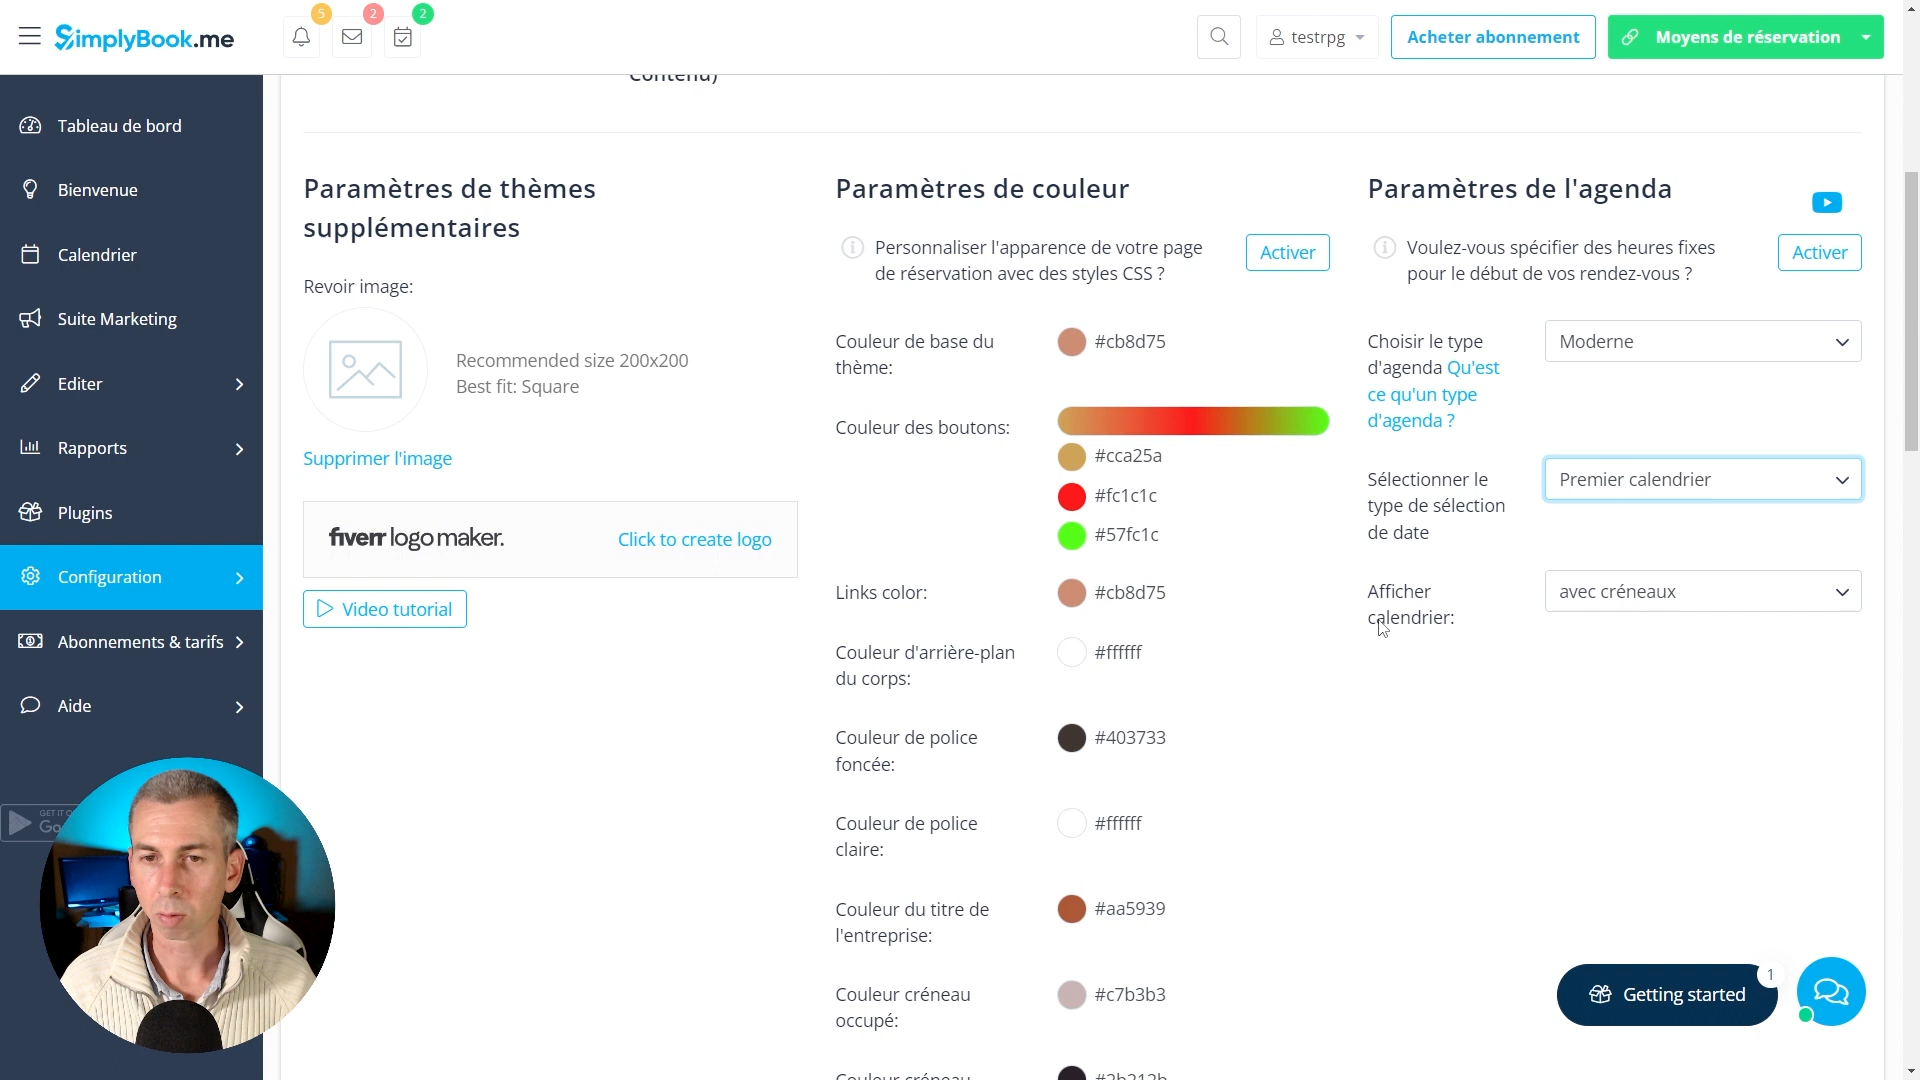 SimplyBook.me
5
2
2
testrpg
Acheter abonnement
Moyens de réservation
Contenu)
Tableau de bord
Bienvenue
Calendrier
Suite Marketing
Editer
Rapports
Plugins
Configuration
Abonnements & tarifs
Aide
GET IT O
Go
Paramètres de thèmes
supplémentaires
Revoir image:
Recommended size 200x200
Best fit: Square
Supprimer l'image
fiverr logo maker.
Click to create logo
Video tutorial
Paramètres de couleur
Personnaliser l'apparence de votre page
de réservation avec des styles CSS ?
Activer
Couleur de base du
thème:
#cb8d75
Couleur des boutons:
#cca25a
#fc1c1c
#57fc1c
Links color:
#cb8d75
Couleur d'arrière-plan
du corps:
#ffffff
Couleur de police
foncée:
#403733
Couleur de police
claire:
#ffffff
Couleur du titre de
l'entreprise:
#aa5939
Couleur créneau
occupé:
#c7b3b3
Couleur créneau
#2b212b
Paramètres de l'agenda
Voulez-vous spécifier des heures fixes
pour le début de vos rendez-vous ?
Activer
Choisir le type
d'agenda Qu'est
ce qu'un type
d'agenda ?
Moderne
Sélectionner le
type de sélection
de date
Premier calendrier
Afficher
calendrier:
avec créneaux
Getting started
1